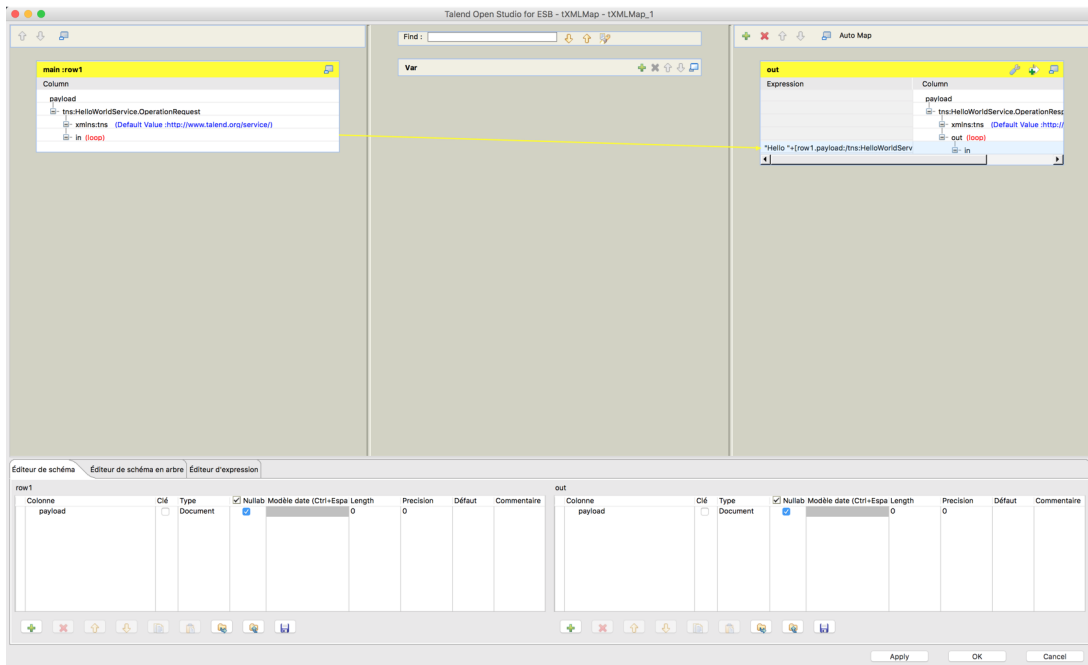 Talend Open Studio for ESB - tXMLMap - tXMLMap_1
Find :
Auto Map
main :row1
Column
payload
tns:HelloWorldService.OperationRequest
xmlns:tns (Default Value :http://www.talend.org/service/)
in (loop)
Var
out
Expression Column
payload
tns:HelloWorldService.OperationResp
xmlns:tns (Default Value :http://
out (loop)
"Hello "+[row1.payload:/tns:HelloWorldServ in
Éditeur de schéma Éditeur de schéma en arbre Éditeur d'expression
row1
Colonne Clé Type Nullab Modèle date (Ctrl+Espa Length Precision Défaut Commentaire
payload Document 0 0
out
Colonne Clé Type Nullab Modèle date (Ctrl+Espa Length Precision Défaut Commentaire
payload Document 0 0
Apply OK Cancel